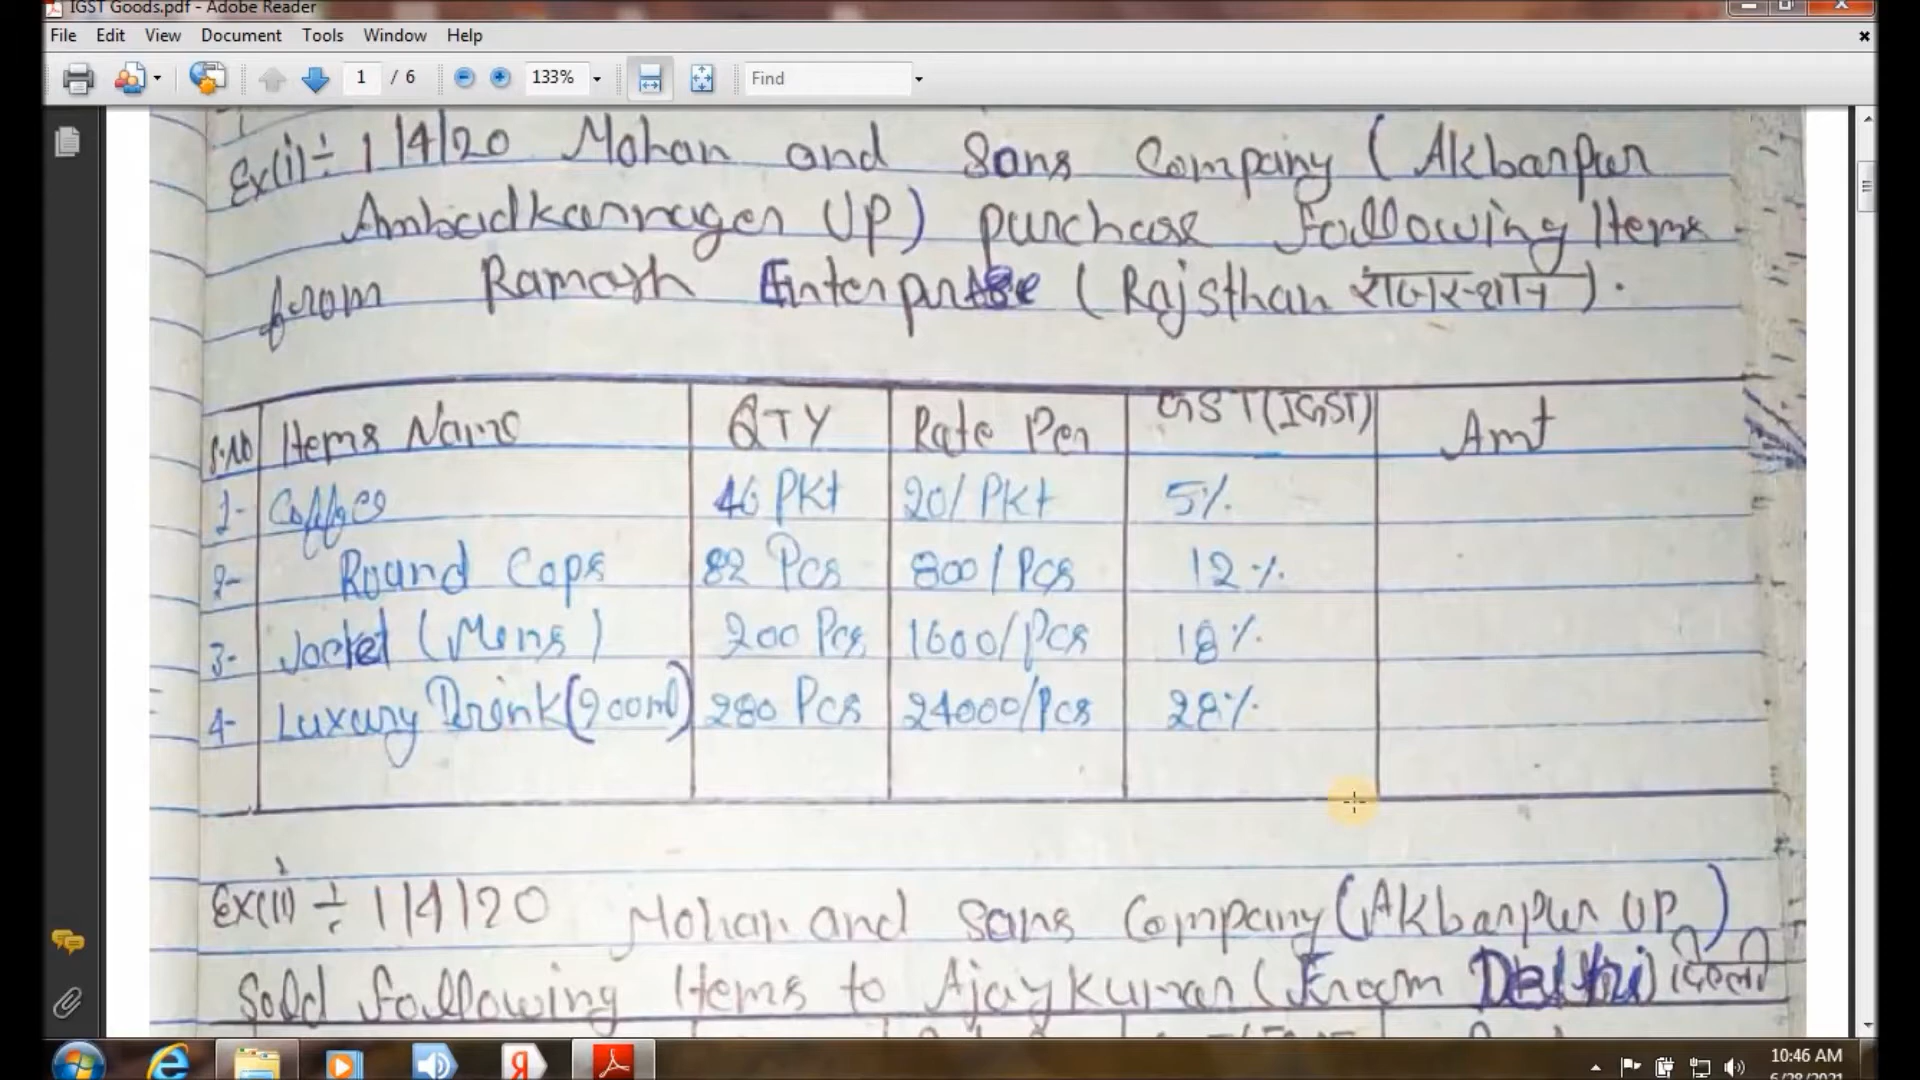 IGST Goods.pdf - Adobe Reader
File Edit View Document Tools Window Help
1 / 6 133% Find
Ex(i)÷ 1/4/20 Mohan and Sons Company (Akbarpur
Ambadkarnager UP) purchase Following Items
from Ramesh Enterprise (Rajsthan राजस्थान).
S.No Items Name QTY Rate Per GST(IGST) Amt
1- Coffee 46 Pkt 20/Pkt 5%
2- Round Caps 82 Pcs 800/Pcs 12%
3- Jacket (Mens) 200 Pcs 1600/Pcs 18%
4- Luxury Drink(200ml) 280 Pcs 24000/Pcs 28%
Ex(ii)÷ 1/4/20 Mohan and Sons Company (Akbarpur UP)
Sold Following Items to Ajay kumar (From Delhi) दिल्ली
10:46 AM
6/28/2021